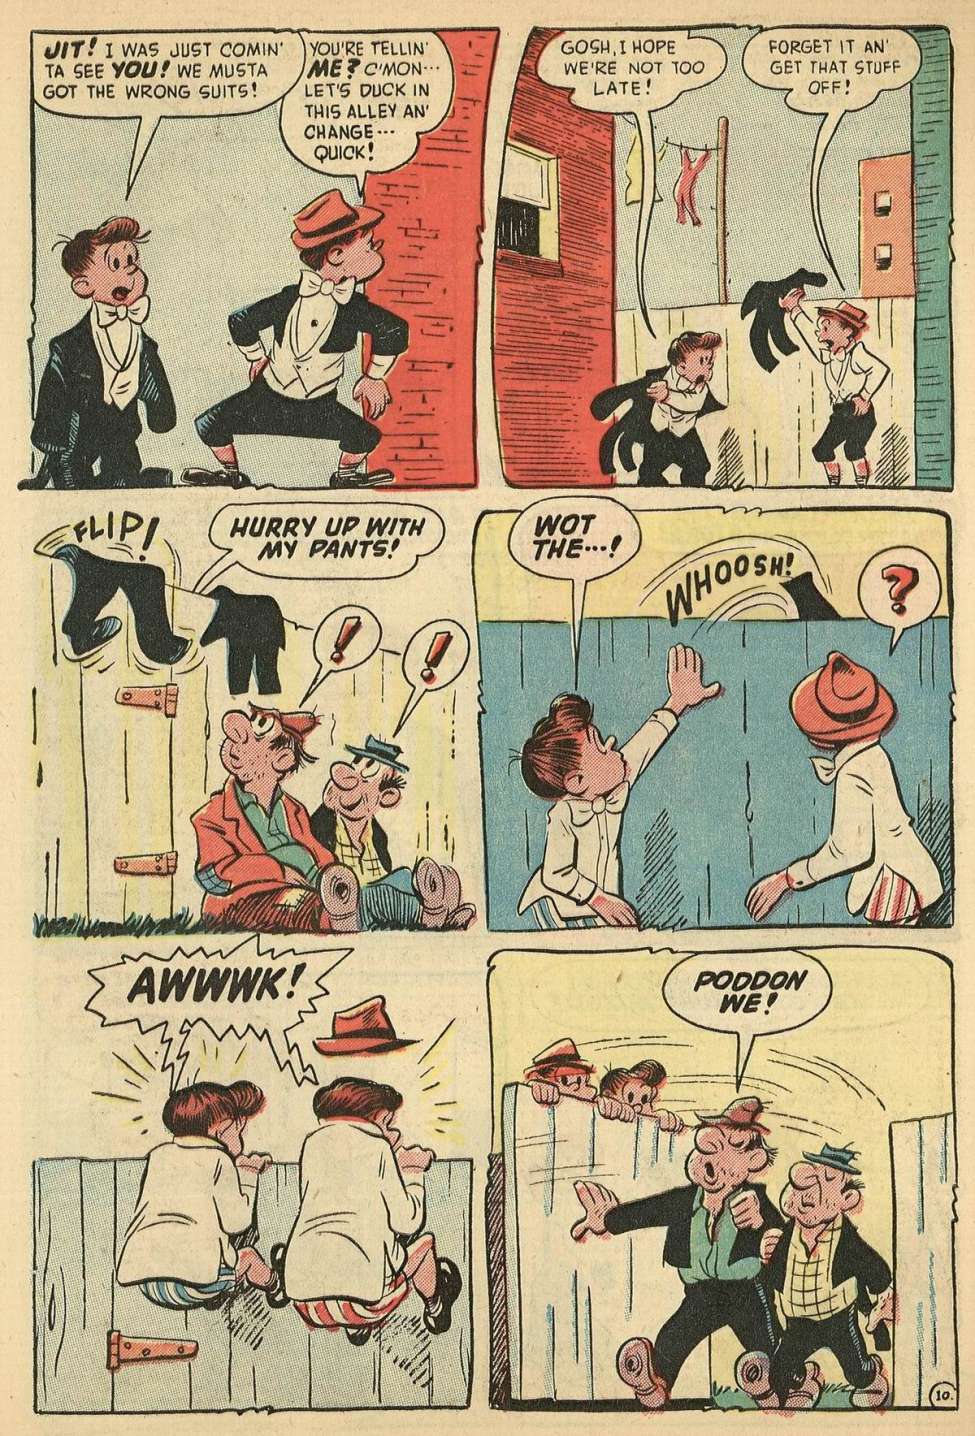 JIT! I WAS JUST COMIN'
TA SEE YOU! WE MUSTA
GOT THE WRONG SUITS!
YOU'RE TELLIN'
ME? C'MON...
LET'S DUCK IN
THIS ALLEY AN'
CHANGE...
QUICK!
GOSH, I HOPE
WE'RE NOT TOO
LATE!
FORGET IT AN'
GET THAT STUFF
OFF!
FLIP!
HURRY UP WITH
MY PANTS!
!
!
WOT
THE...!
WHOOSH!
?
AWWWK!
PODDON
WE!
10.